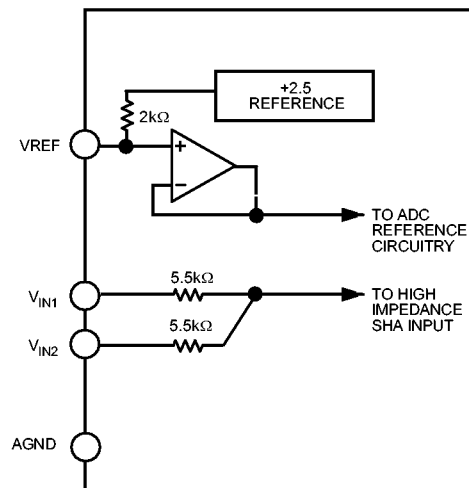 +2.5
REFERENCE
2kΩ
VREF
+
−
TO ADC
REFERENCE
CIRCUITRY
5.5kΩ
VIN1
TO HIGH
IMPEDANCE
SHA INPUT
5.5kΩ
VIN2
AGND